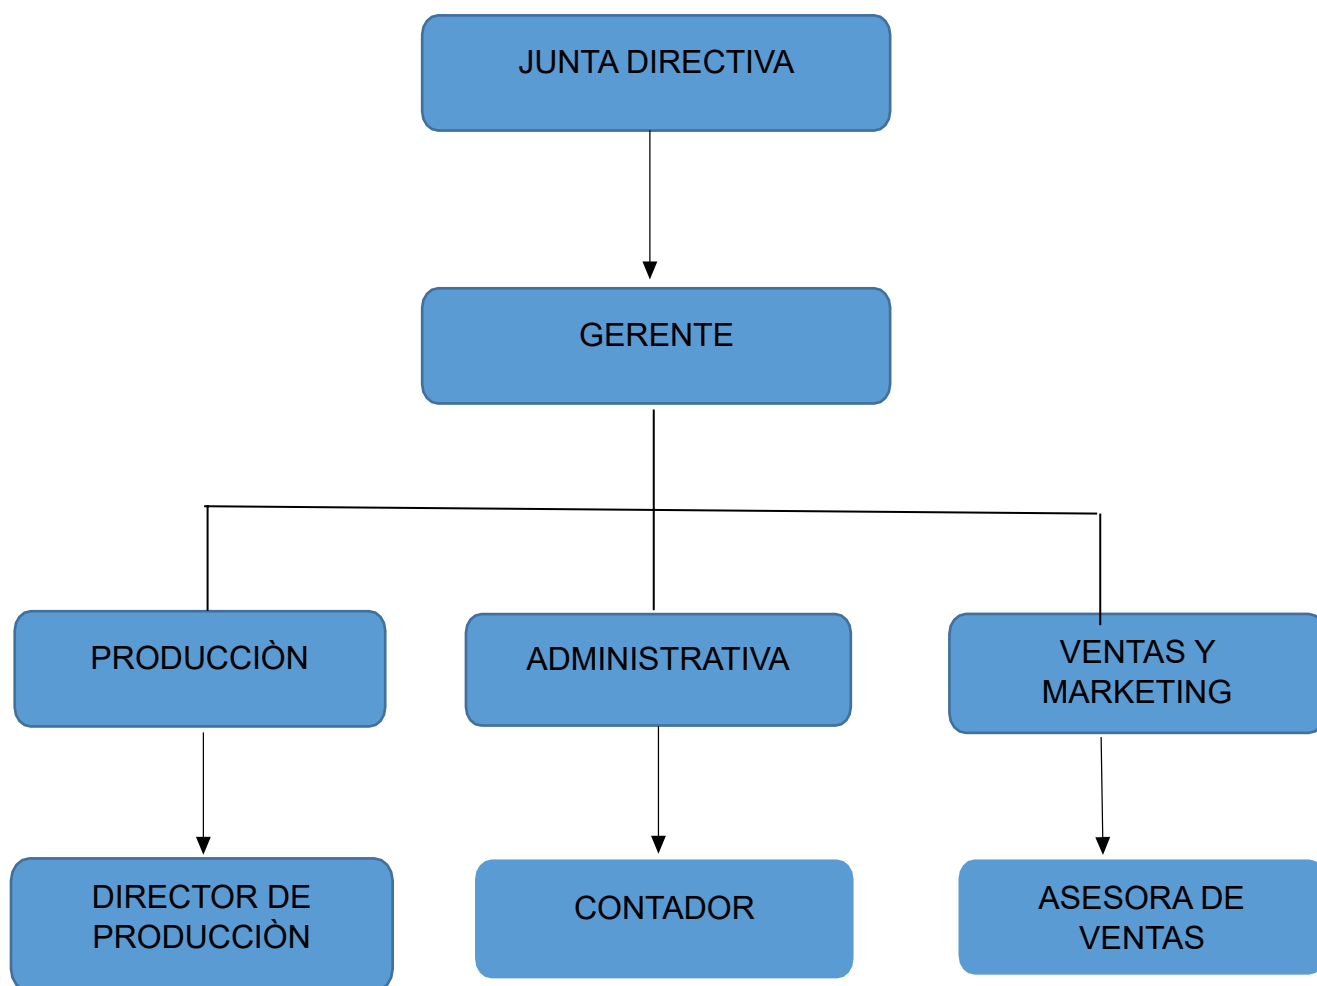 JUNTA DIRECTIVA
GERENTE
PRODUCCIÒN
ADMINISTRATIVA
VENTAS Y
MARKETING
DIRECTOR DE
PRODUCCIÒN
CONTADOR
ASESORA DE
VENTAS